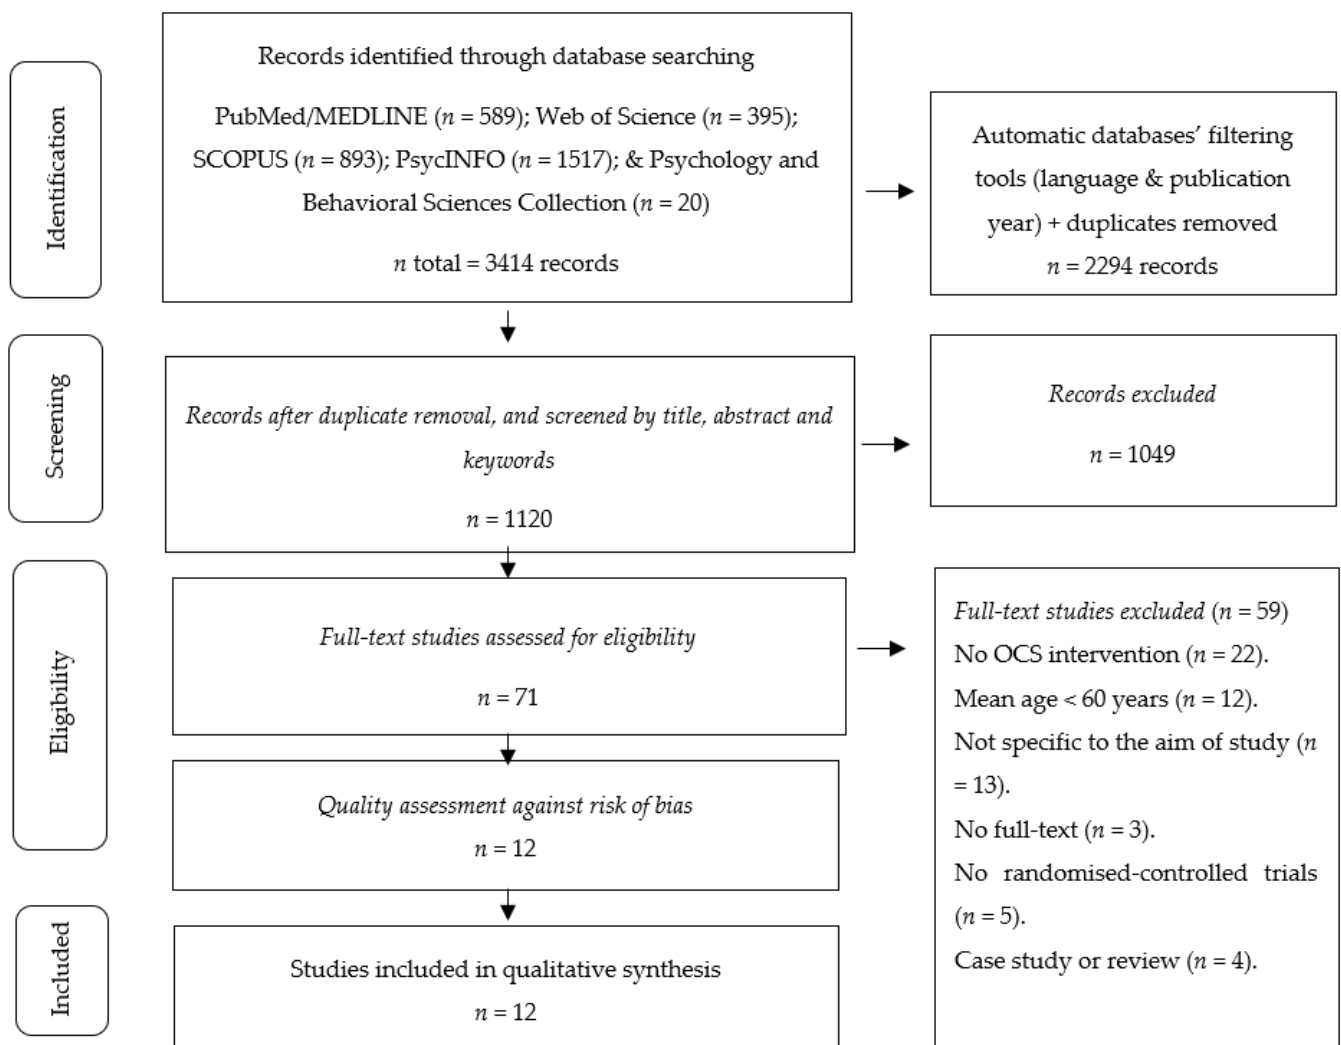 Identification
Records identified through database searching
PubMed/MEDLINE (n = 589); Web of Science (n = 395);
SCOPUS (n = 893); PsycINFO (n = 1517); & Psychology and
Behavioral Sciences Collection (n = 20)
n total = 3414 records
Automatic databases’ filtering
tools (language & publication
year) + duplicates removed
n = 2294 records
Screening
Records after duplicate removal, and screened by title, abstract and
keywords
n = 1120
Records excluded
n = 1049
Eligibility
Full-text studies assessed for eligibility
n = 71
Full-text studies excluded (n = 59)
No OCS intervention (n = 22).
Mean age < 60 years (n = 12).
Not specific to the aim of study (n
= 13).
No full-text (n = 3).
No randomised-controlled trials
(n = 5).
Case study or review (n = 4).
Quality assessment against risk of bias
n = 12
Included
Studies included in qualitative synthesis
n = 12